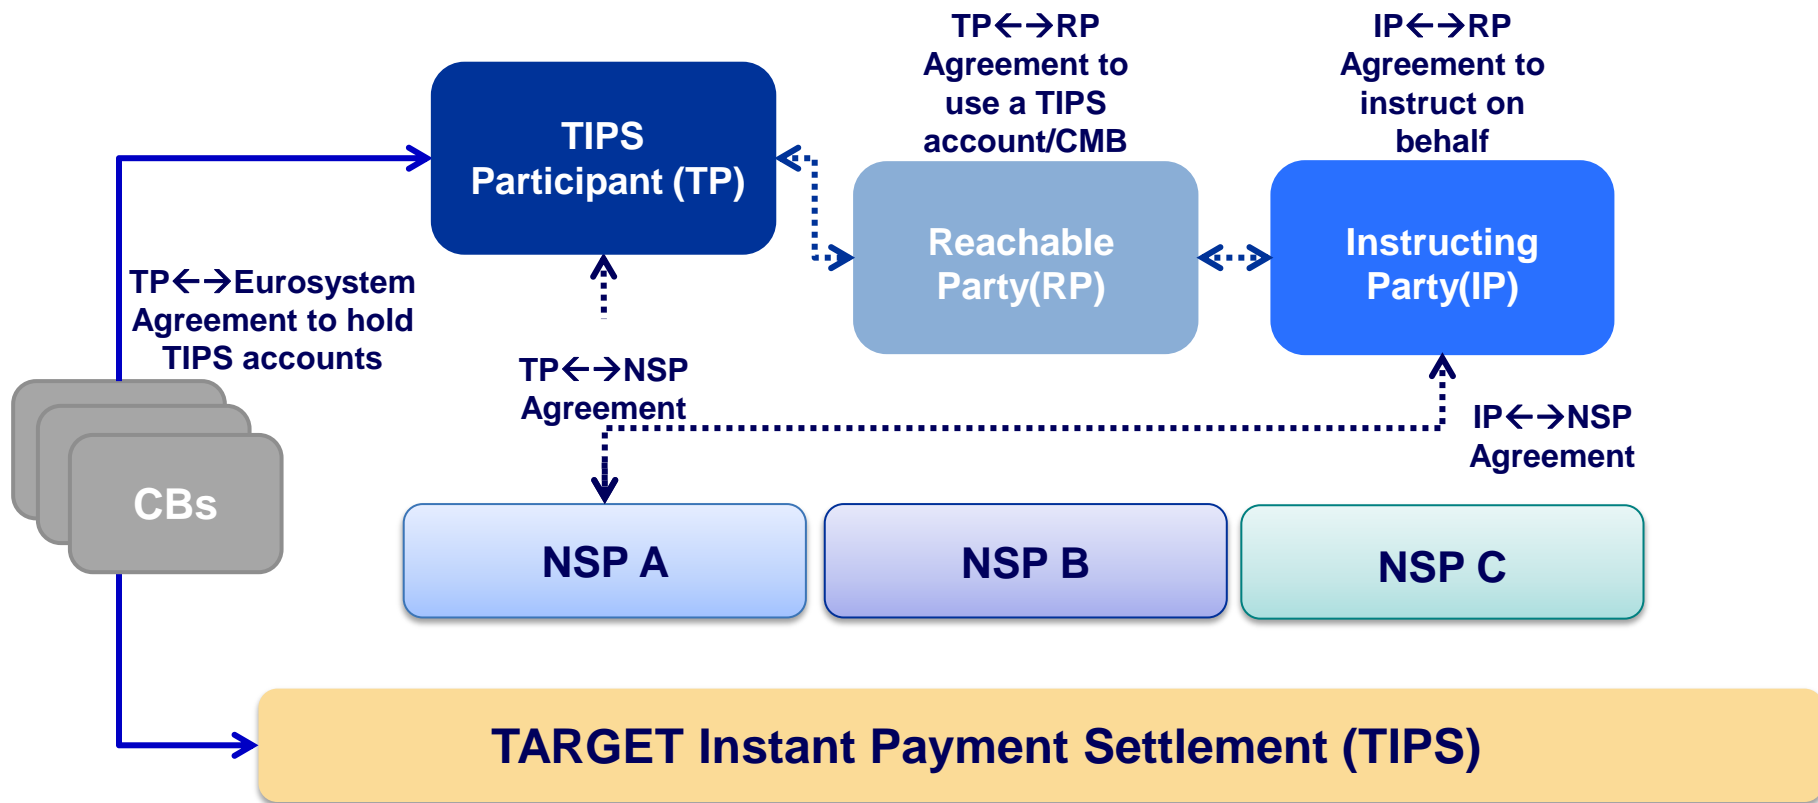 TP←→RP
Agreement to
use a TIPS
account/CMB
IP←→RP
Agreement to
instruct on
behalf
TIPS
Participant (TP)
Reachable
Party(RP)
Instructing
Party(IP)
TP←→Eurosystem
Agreement to hold
TIPS accounts
TP←→NSP
Agreement
IP←→NSP
Agreement
CBs
NSP A
NSP B
NSP C
TARGET Instant Payment Settlement (TIPS)